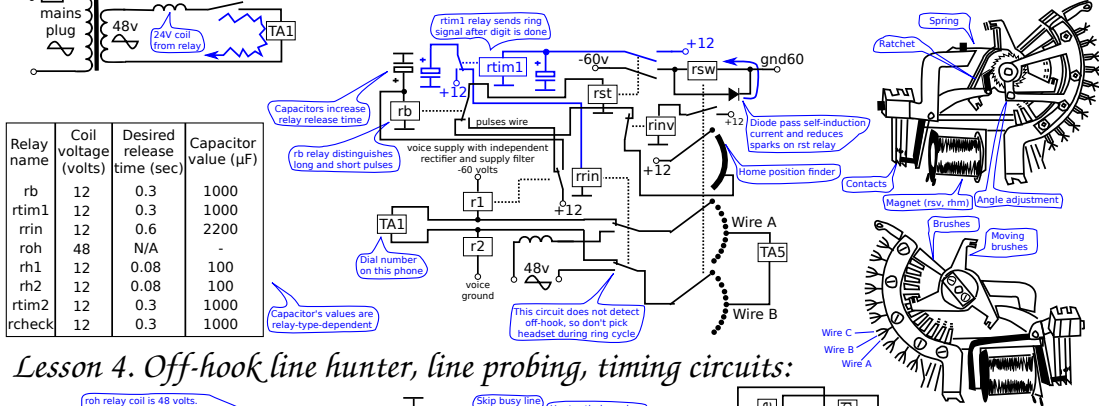 mains
plug
48v
24V coil
from relay
TA1
rtim1 relay sends ring
signal after digit is done
+12
-60v
gnd60
rtim1
rsw
+12
Capacitors increase
relay release time
rb
rst
rinv
+12
Diode pass self-induction
current and reduces
sparks on rst relay
pulses wire
rb relay distinguishes
long and short pulses
voice supply with independent
rectifier and supply filter
-60 volts
+12
Home position finder
rrin
r1
+12
TA1
Dial number
on this phone
r2
voice
ground
48v
Wire A
TA5
Wire B
This circuit does not detect
off-hook, so don't pick
headset during ring cycle
Relay name | Coil voltage (volts) | Desired release time (sec) | Capacitor value (µF)
rb 12 0.3 1000
rtim1 12 0.3 1000
rrin 12 0.6 2200
roh 48 N/A -
rh1 12 0.08 100
rh2 12 0.08 100
rtim2 12 0.3 1000
rcheck 12 0.3 1000
Capacitor's values are
relay-type-dependent
Spring
Ratchet
Contacts
Magnet (rsv, rhm)
Angle adjustment
Brushes
Moving
brushes
Wire C
Wire B
Wire A
Lesson 4. Off-hook line hunter, line probing, timing circuits:
roh relay coil is 48 volts.
Skip busy line